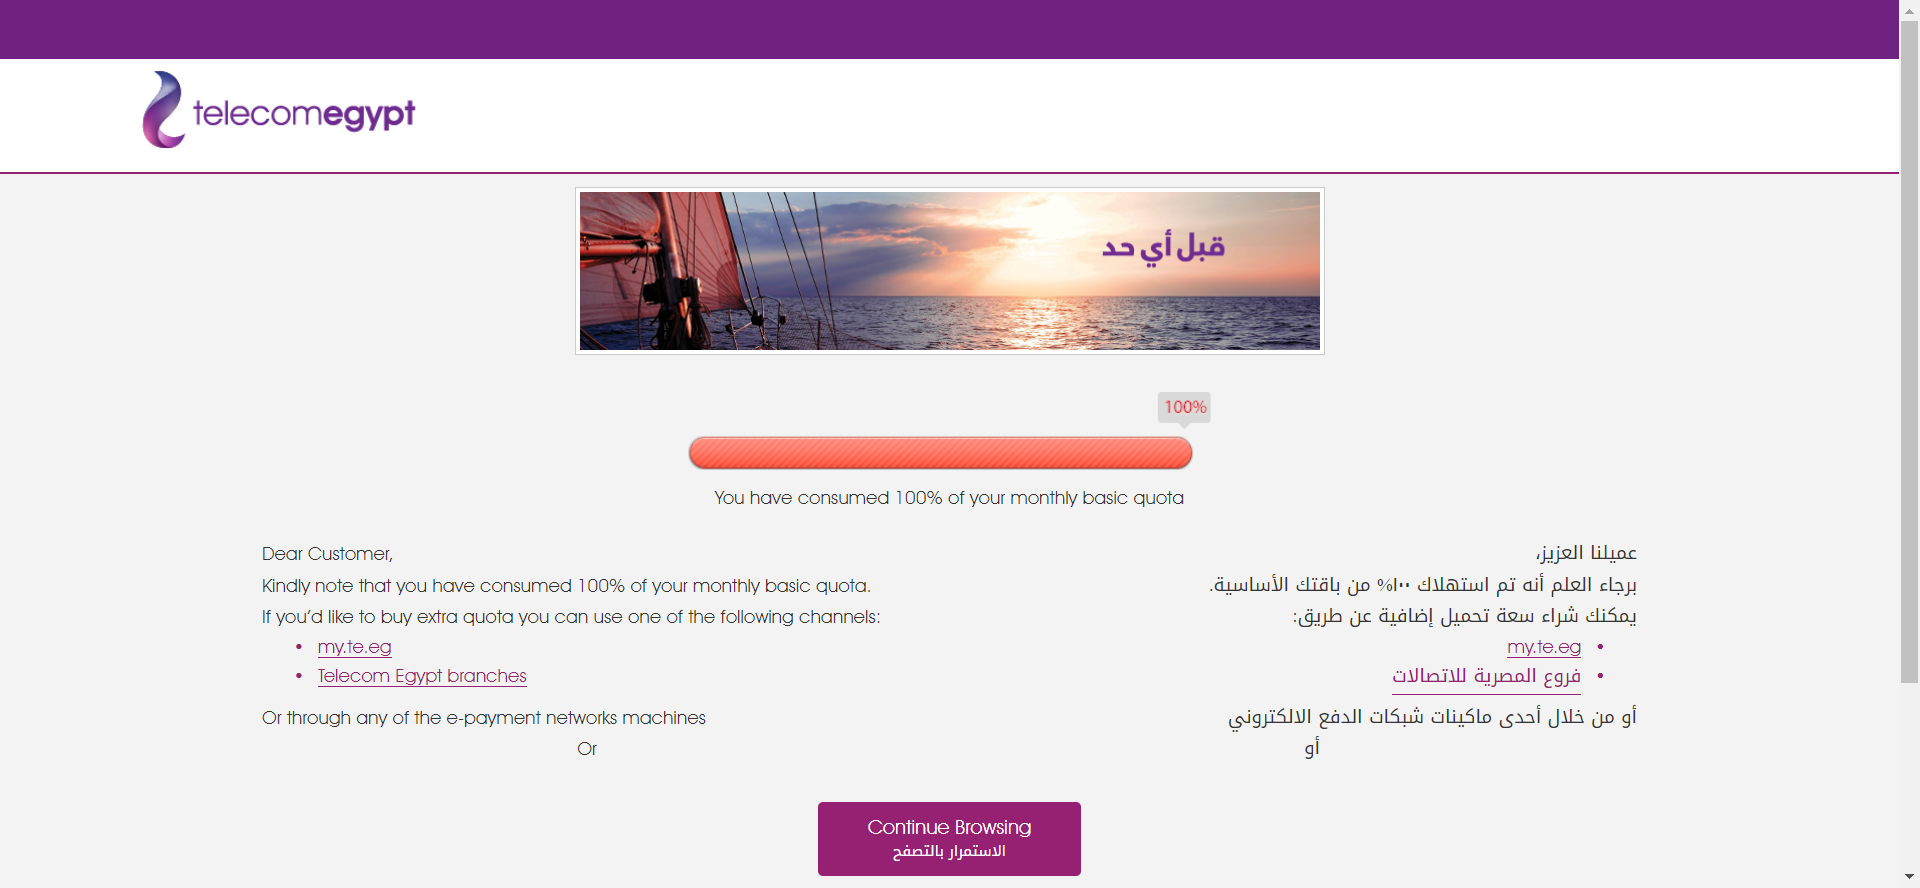 telecomegypt
قبل أي حد
100%
You have consumed 100% of your monthly basic quota
Dear Customer,
Kindly note that you have consumed 100% of your monthly basic quota.
If you’d like to buy extra quota you can use one of the following channels:
• my.te.eg
• Telecom Egypt branches
Or through any of the e-payment networks machines
Or
عميلنا العزيز،
برجاء العلم أنه تم استهلاك ١٠٠% من باقتك الأساسية.
يمكنك شراء سعة تحميل إضافية عن طريق:
• my.te.eg
• فروع المصرية للاتصالات
أو من خلال أحدى ماكينات شبكات الدفع الالكتروني
أو
Continue Browsing
الاستمرار بالتصفح